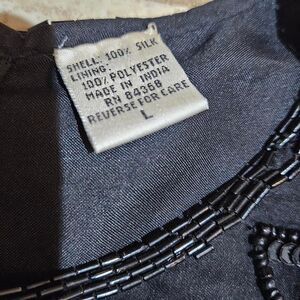 SHELL: 100% SILK
LINING:
100% POLYESTER
MADE IN INDIA
RN 84368
REVERSE FOR CARE
L